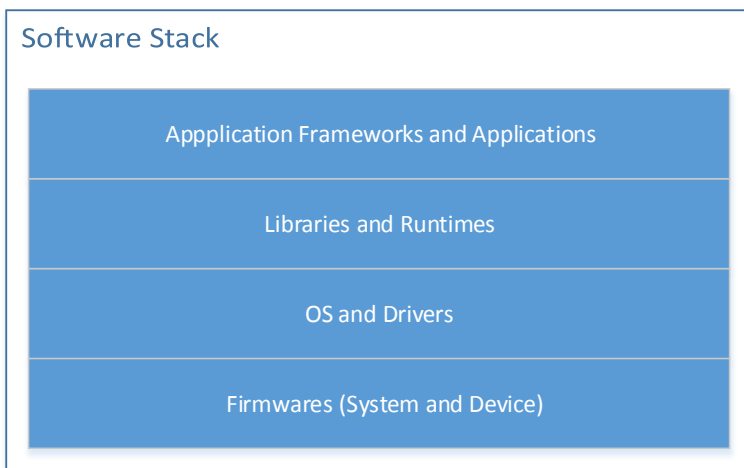 Software Stack
Appplication Frameworks and Applications
Libraries and Runtimes
OS and Drivers
Firmwares (System and Device)